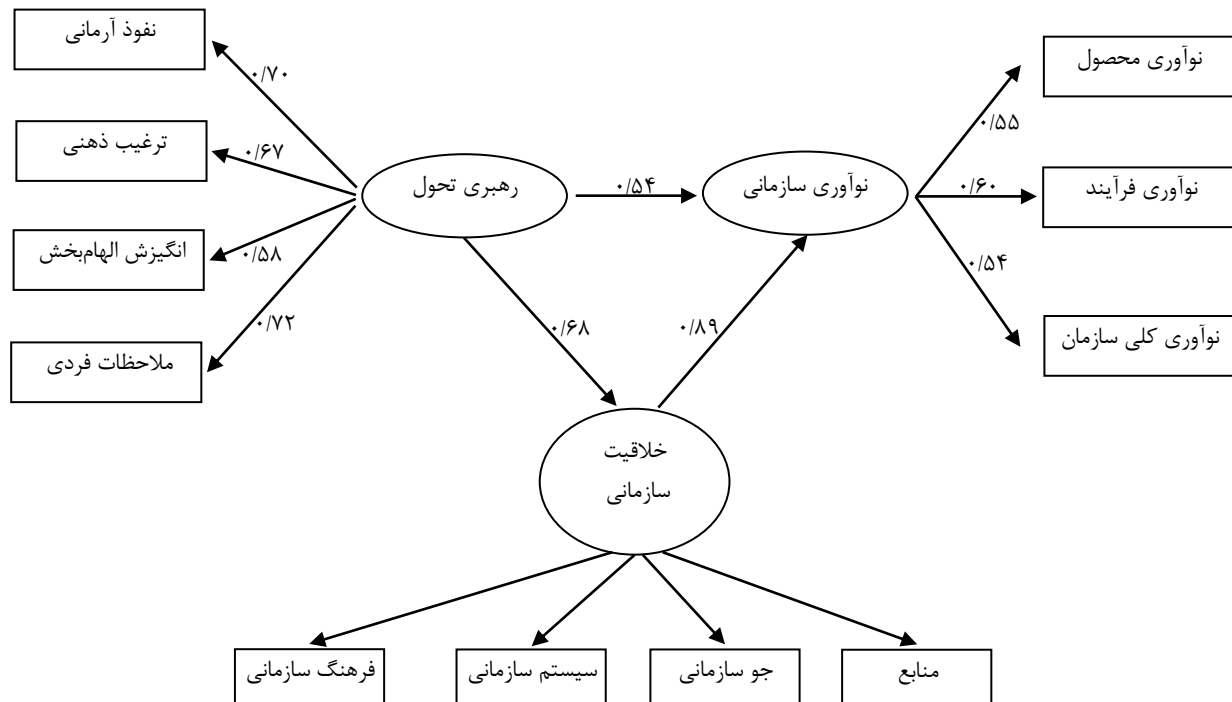 نفوذ آرمانی
نوآوری محصول
۰/۷۰
۰/۵۵
ترغیب ذهنی
۰/۶۷
رهبری تحول
۰/۵۴
نوآوری سازمانی
۰/۶۰
نوآوری فرآیند
انگیزش الهام‌بخش
۰/۵۸
۰/۵۴
۰/۷۲
۰/۶۸
۰/۸۹
نوآوری کلی سازمان
ملاحظات فردی
خلاقیت
سازمانی
فرهنگ سازمانی
سیستم سازمانی
جو سازمانی
منابع